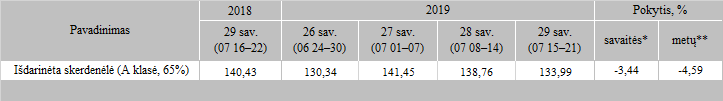 Pavadinimas 2018 2019 Pokytis, %
29 sav. (07 16–22) 26 sav. (06 24–30) 27 sav. (07 01–07) 28 sav. (07 08–14) 29 sav. (07 15–21) savaitės* metų**
Išdarinėta skerdenėlė (A klasė, 65%) 140,43 130,34 141,45 138,76 133,99 -3,44 -4,59